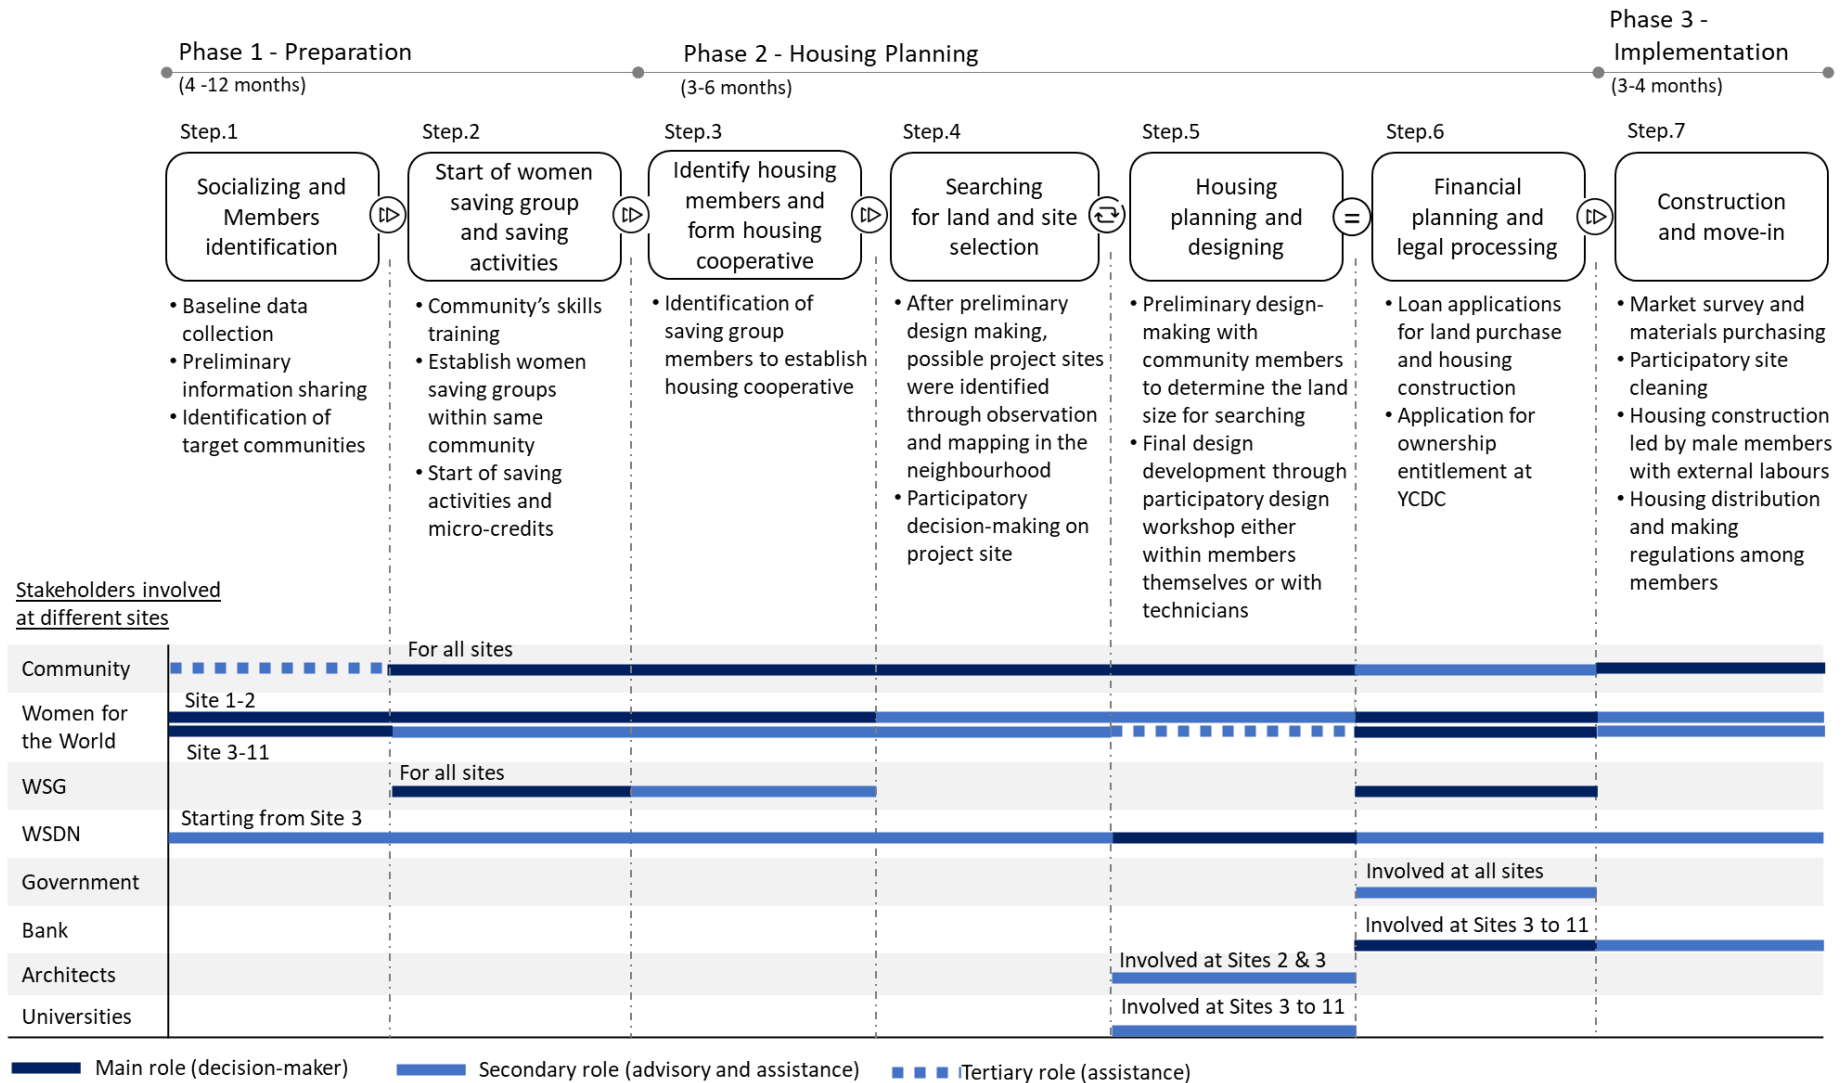 Phase 1 - Preparation
(4 -12 months)
Phase 2 - Housing Planning
(3-6 months)
Phase 3 -
Implementation
(3-4 months)
Step.1
Socializing and
Members
identification
• Baseline data
collection
• Preliminary
information sharing
• Identification of
target communities
Step.2
Start of women
saving group
and saving
activities
• Community's skills
training
• Establish women
saving groups
within same
community
• Start of saving
activities and
micro-credits
Step.3
Identify housing
members and
form housing
cooperative
• Identification of
saving group
members to establish
housing cooperative
Step.4
Searching
for land and site
selection
• After preliminary
design making,
possible project sites
were identified
through observation
and mapping in the
neighbourhood
• Participatory
decision-making on
project site
Step.5
Housing
planning and
designing
• Preliminary design-
making with
community members
to determine the land
size for searching
• Final design
development through
participatory design
workshop either
within members
themselves or with
technicians
=
Step.6
Financial
planning and
legal processing
• Loan applications
for land purchase
and housing
construction
• Application for
ownership
entitlement at
YCDC
Step.7
Construction
and move-in
• Market survey and
materials purchasing
• Participatory site
cleaning
• Housing construction
led by male members
with external labours
• Housing distribution
and making
regulations among
members
Stakeholders involved
at different sites
Community
For all sites
Women for
the World
Site 1-2
Site 3-11
WSG
For all sites
WSDN
Starting from Site 3
Government
Involved at all sites
Bank
Involved at Sites 3 to 11
Architects
Involved at Sites 2 & 3
Universities
Involved at Sites 3 to 11
Main role (decision-maker)
Secondary role (advisory and assistance)
Tertiary role (assistance)